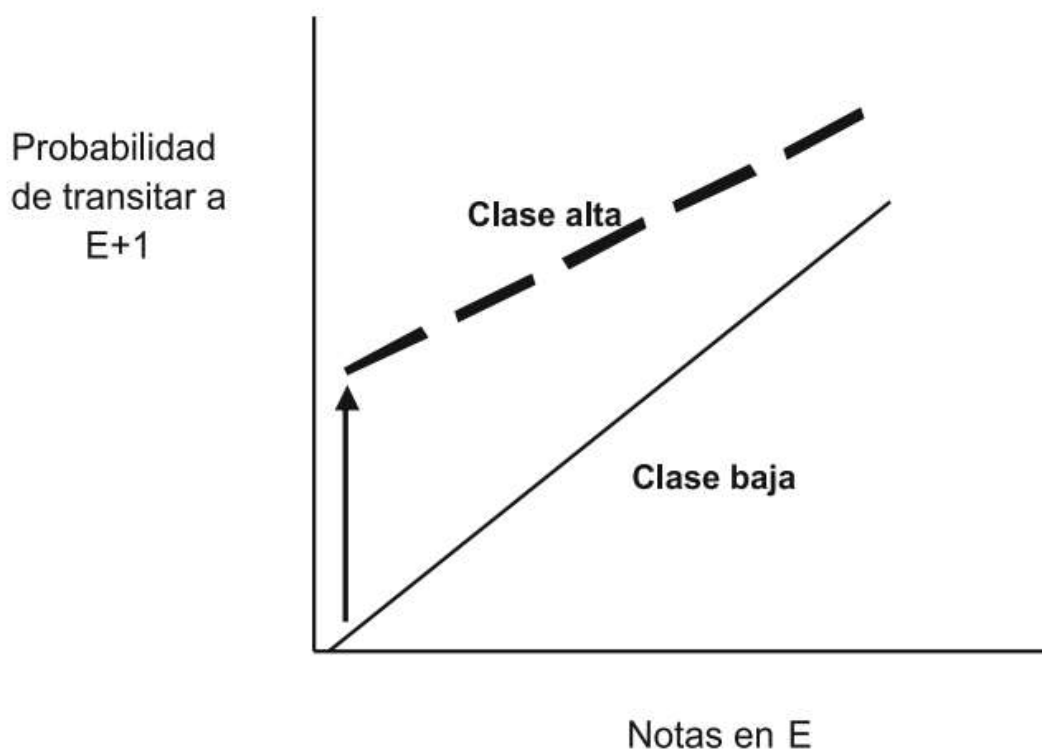 Probabilidad
de transitar a
E+1
Clase alta
Clase baja
Notas en E